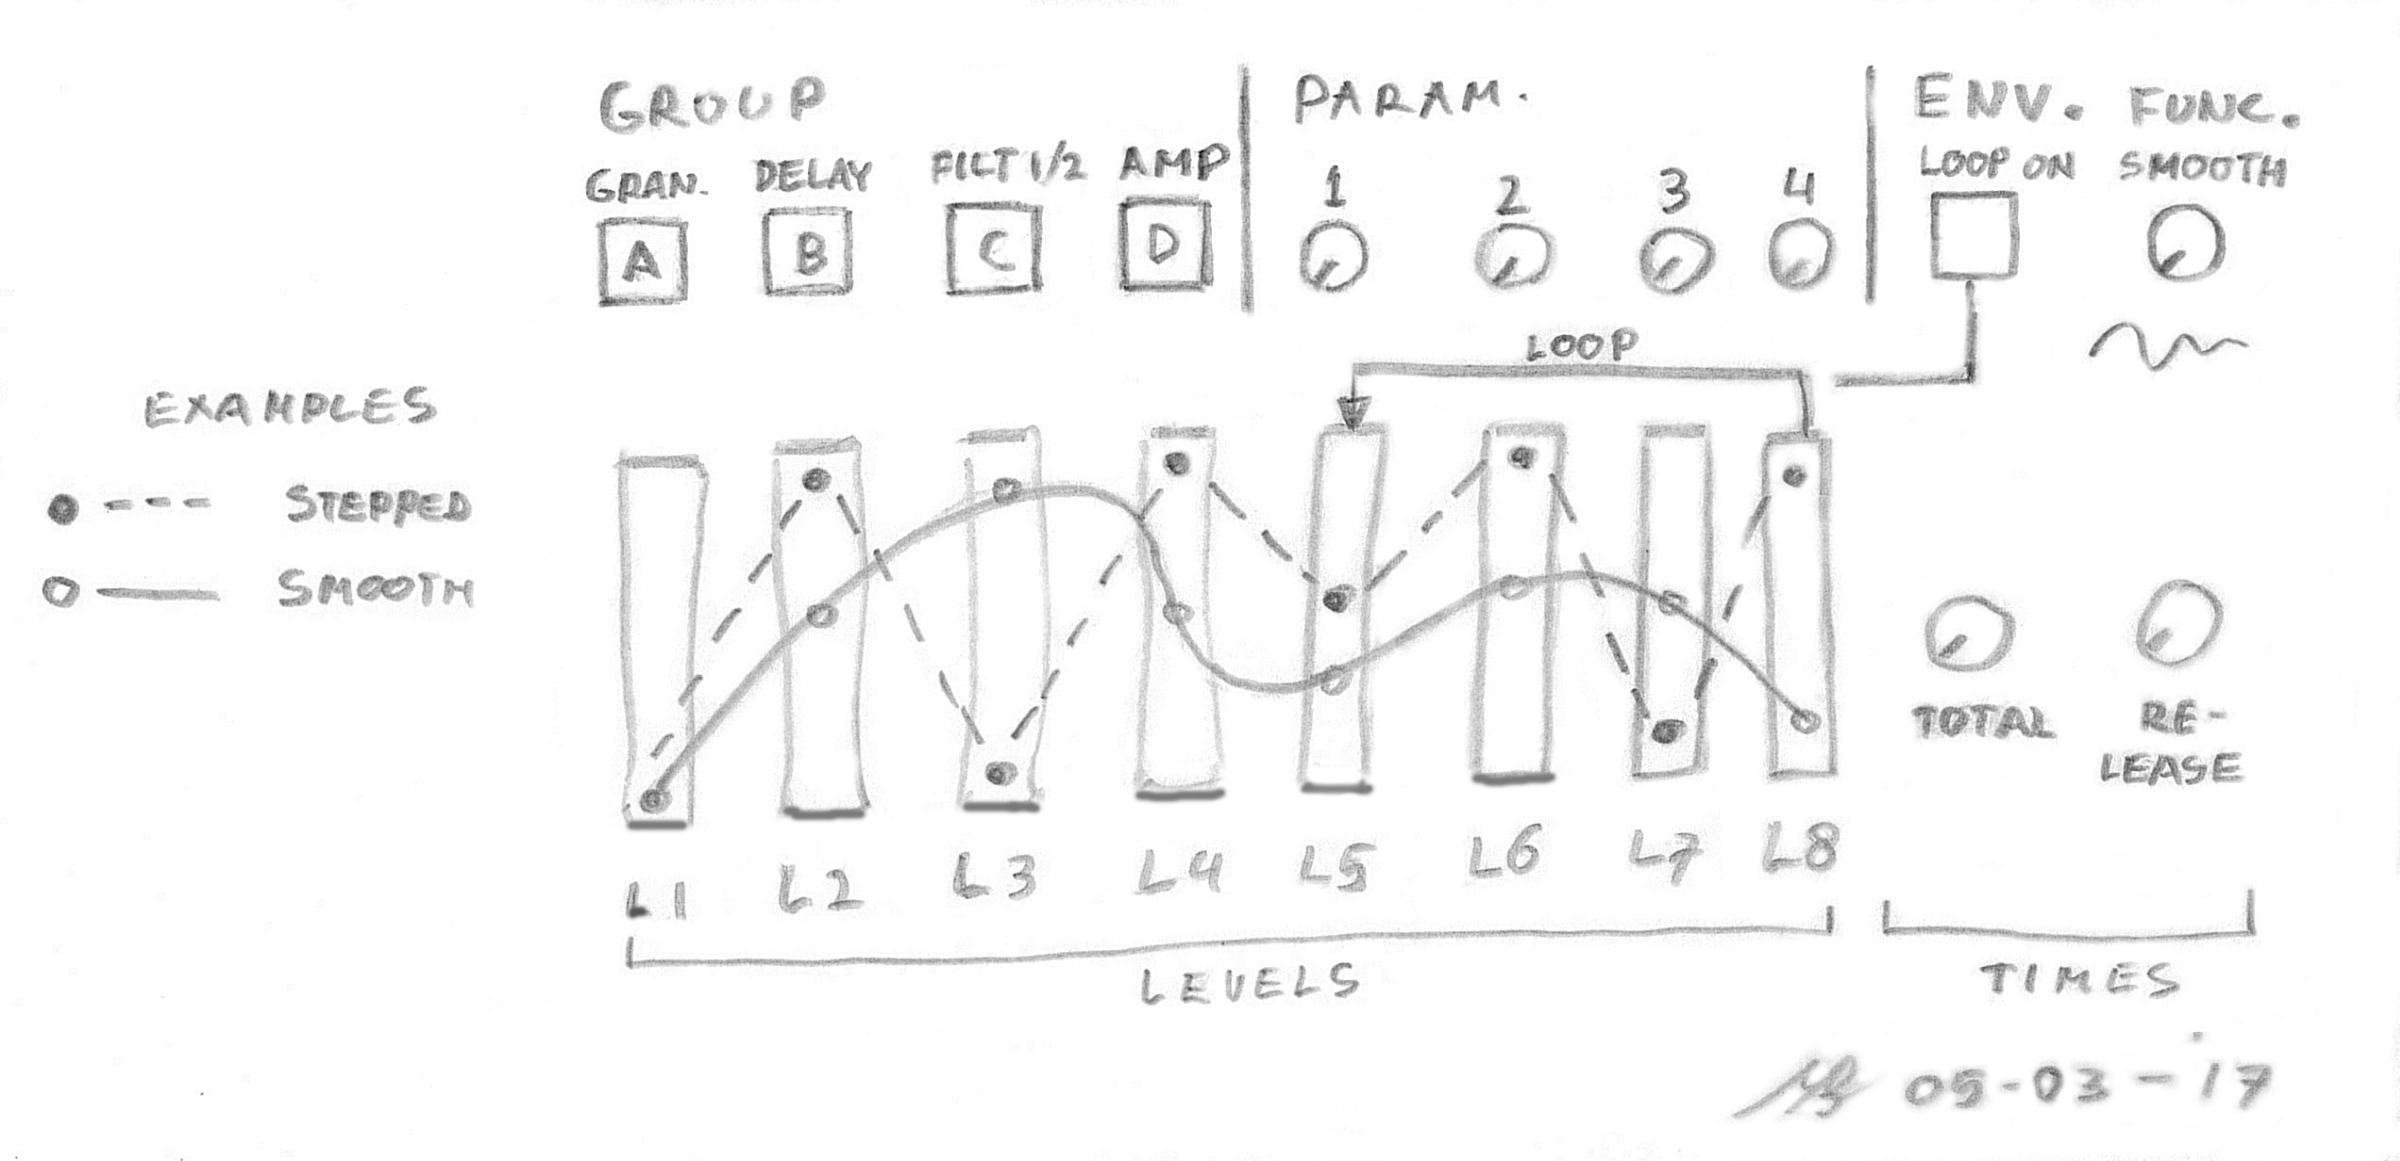 GROUP PARAM. ENV. FUNC.
GRAN. DELAY FILT 1/2 AMP 1 2 3 4 LOOP ON SMOOTH
A B C D
LOOP
EXAMPLES
STEPPED
SMOOTH
TOTAL RE-
LEASE
L1 L2 L3 L4 L5 L6 L7 L8
LEVELS TIMES
05-03-'17